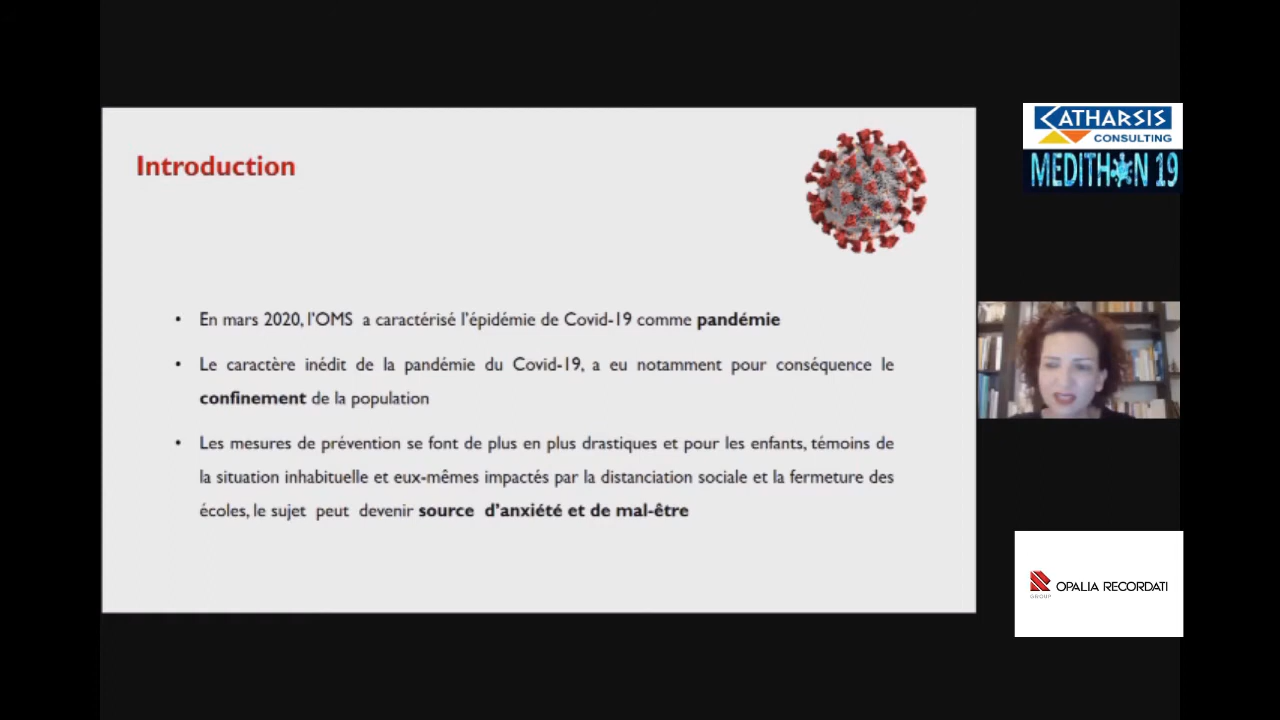 Introduction
• En mars 2020, l'OMS a caractérisé l'épidémie de Covid-19 comme pandémie
• Le caractère inédit de la pandémie du Covid-19, a eu notamment pour conséquence le
confinement de la population
• Les mesures de prévention se font de plus en plus drastiques et pour les enfants, témoins de
la situation inhabituelle et eux-mêmes impactés par la distanciation sociale et la fermeture des
écoles, le sujet peut devenir source d'anxiété et de mal-être
CATHARSIS
CONSULTING
MEDITHON 19
OPALIA RECORDATI
GROUP